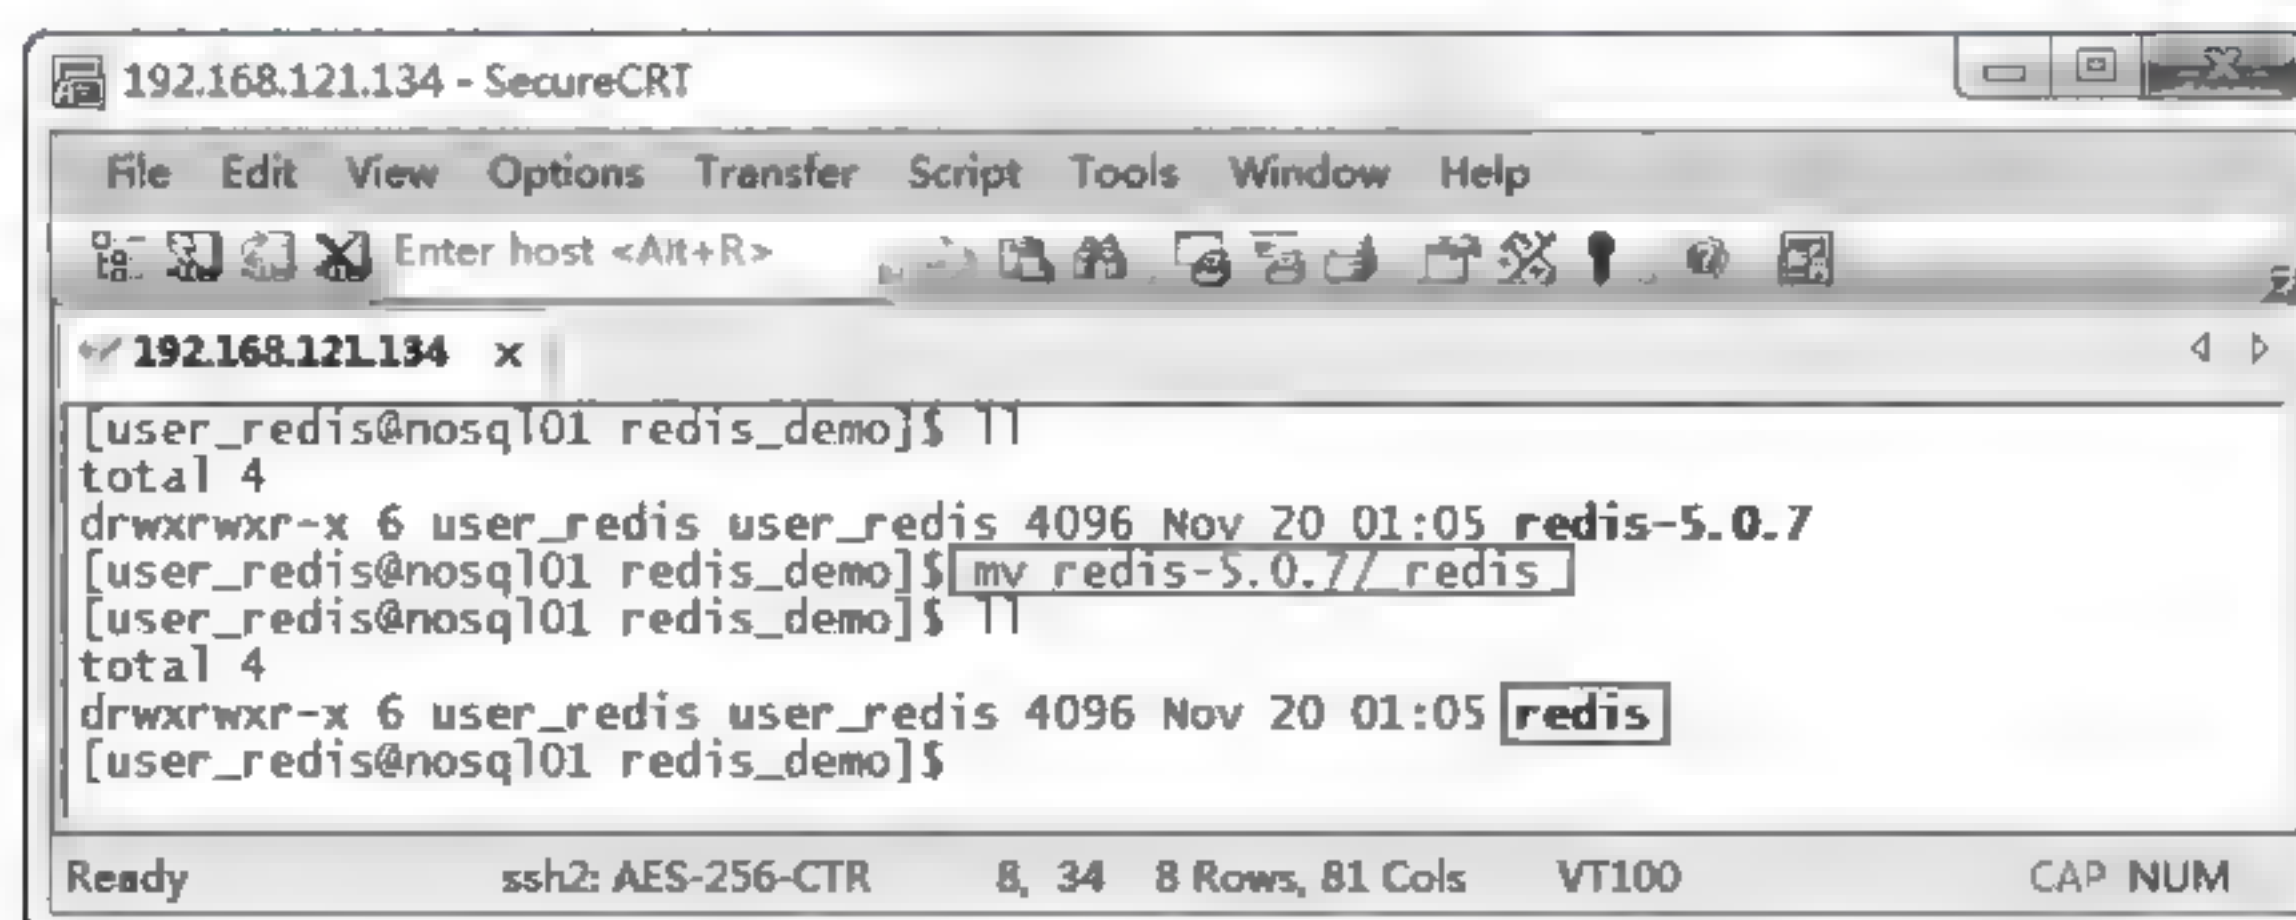 192.168.121.134 - SecureCRT
File Edit View Options Transfer Script Tools Window Help
Enter host <Alt+R>
192.168.121.134 x
[user_redis@nosql01 redis_demo]$ ll
total 4
drwxrwxr-x 6 user_redis user_redis 4096 Nov 20 01:05 redis-5.0.7
[user_redis@nosql01 redis_demo]$ mv redis-5.0.7/ redis
[user_redis@nosql01 redis_demo]$ ll
total 4
drwxrwxr-x 6 user_redis user_redis 4096 Nov 20 01:05 redis
[user_redis@nosql01 redis_demo]$
Ready ssh2: AES-256-CTR 8, 34 8 Rows, 81 Cols VT100 CAP NUM